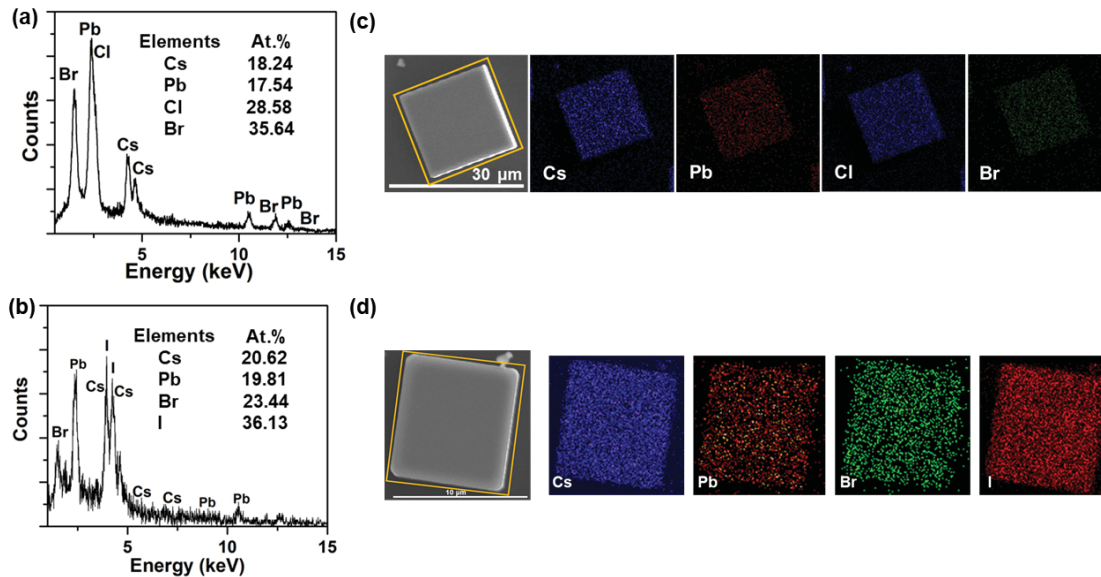 (a)
Pb
Cl
Br
Cs
Cs
Pb
Br
Pb
Br
Elements At.%
Cs 18.24
Pb 17.54
Cl 28.58
Br 35.64
Counts
5 10 15
Energy (keV)
(c)
30 µm
Cs
Pb
Cl
Br
(b)
I
Pb
I
Cs
Cs
Br
Cs
Cs
Pb
Pb
Elements At.%
Cs 20.62
Pb 19.81
Br 23.44
I 36.13
Counts
5 10 15
Energy (keV)
(d)
10 µm
Cs
Pb
Br
I